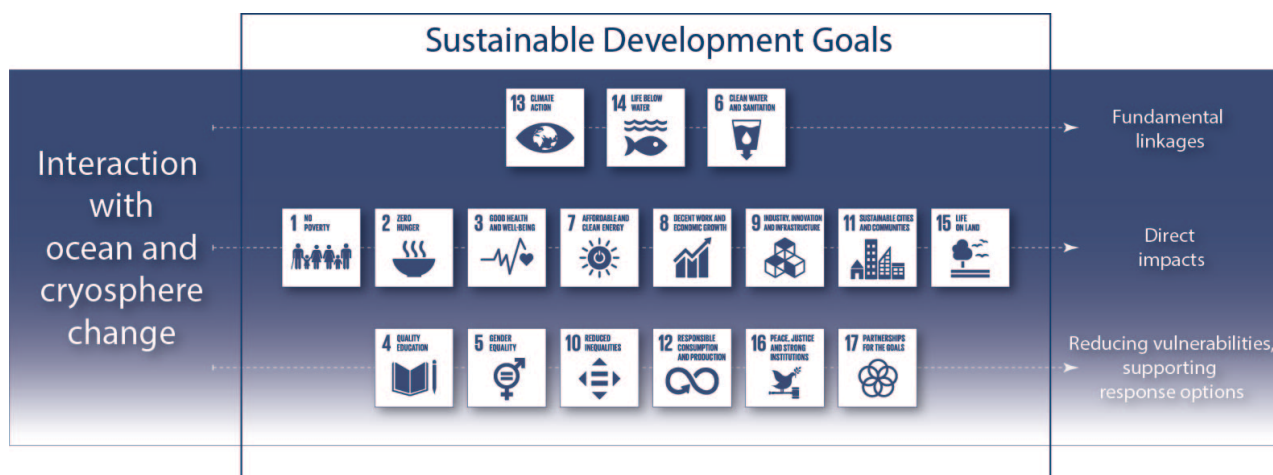 Sustainable Development Goals
Interaction
with
ocean and
cryosphere
change
13 CLIMATE
ACTION
14 LIFE BELOW
WATER
6 CLEAN WATER
AND SANITATION
Fundamental
linkages
1 NO
POVERTY
2 ZERO
HUNGER
3 GOOD HEALTH
AND WELL-BEING
7 AFFORDABLE AND
CLEAN ENERGY
8 DECENT WORK AND
ECONOMIC GROWTH
9 INDUSTRY, INNOVATION
AND INFRASTRUCTURE
11 SUSTAINABLE CITIES
AND COMMUNITIES
15 LIFE
ON LAND
Direct
impacts
4 QUALITY
EDUCATION
5 GENDER
EQUALITY
10 REDUCED
INEQUALITIES
12 RESPONSIBLE
CONSUMPTION
AND PRODUCTION
16 PEACE, JUSTICE
AND STRONG
INSTITUTIONS
17 PARTNERSHIPS
FOR THE GOALS
Reducing vulnerabilities,
supporting
response options